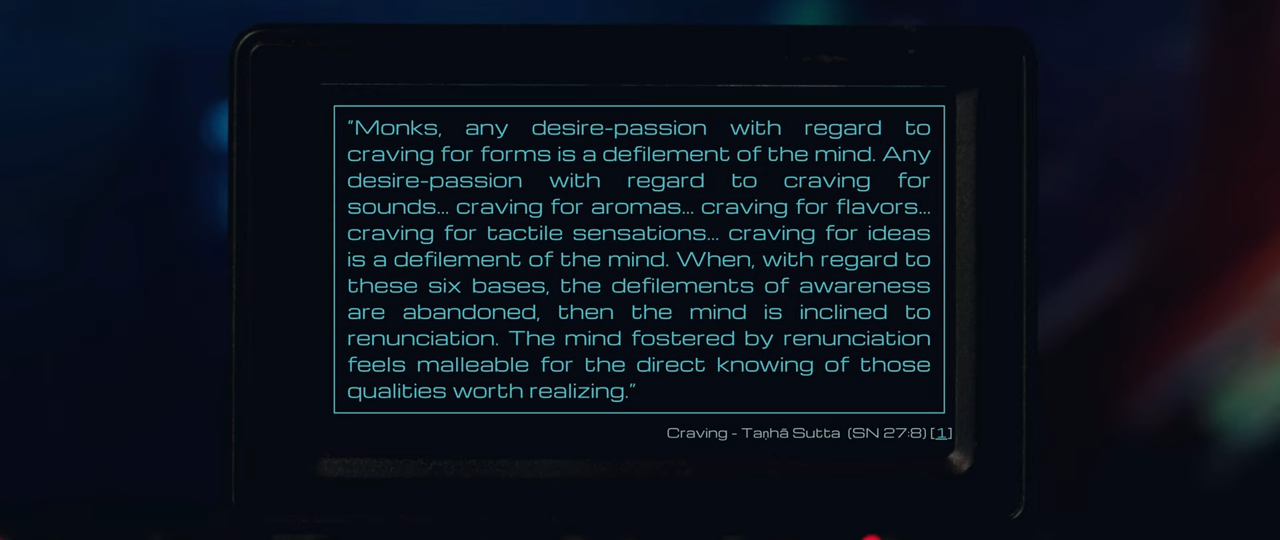 "Monks, any desire-passion with regard to
craving for forms is a defilement of the mind. Any
desire-passion with regard to craving for
sounds... craving for aromas... craving for flavors...
craving for tactile sensations... craving for ideas
is a defilement of the mind. When, with regard to
these six bases, the defilements of awareness
are abandoned, then the mind is inclined to
renunciation. The mind fostered by renunciation
feels malleable for the direct knowing of those
qualities worth realizing."
Craving - Taṇhā Sutta (SN 27:8) [1]